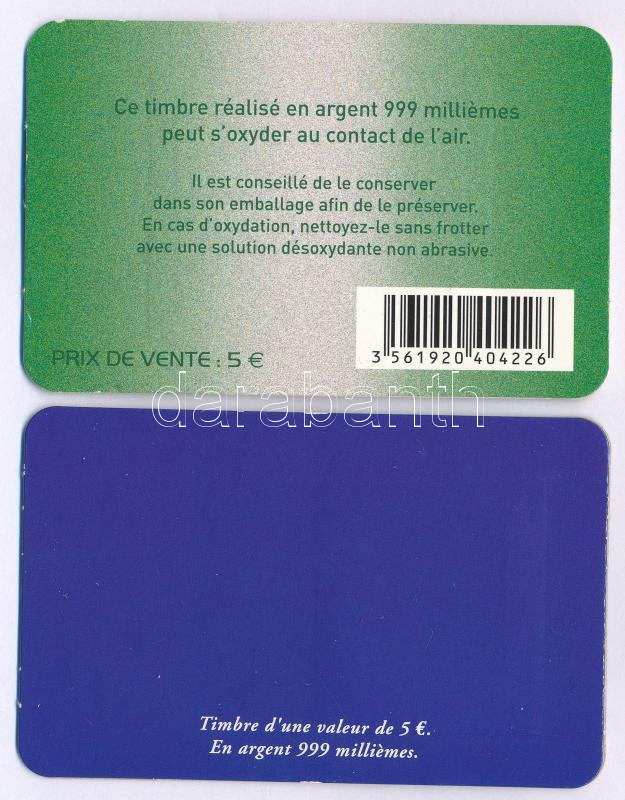 Ce timbre réalisé en argent 999 millièmes
peut s'oxyder au contact de l'air.
Il est conseillé de le conserver
dans son emballage afin de le préserver.
En cas d'oxydation, nettoyez-le sans frotter
avec une solution désoxydante non abrasive.
PRIX DE VENTE : 5 €
3 561920 404226
darabanth
Timbre d'une valeur de 5 €.
En argent 999 millièmes.